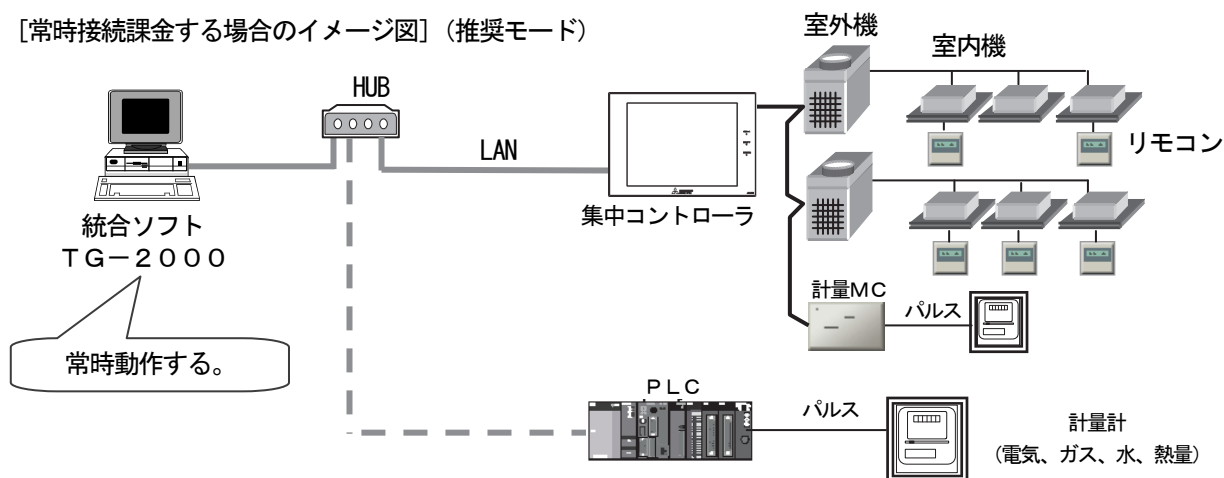 [常時接続課金する場合のイメージ図] (推奨モード)
室外機
室内機
HUB
LAN
リモコン
統合ソフト
TG-2000
集中コントローラ
計量MC
パルス
常時動作する。
PLC
パルス
計量計
(電気、ガス、水、熱量)